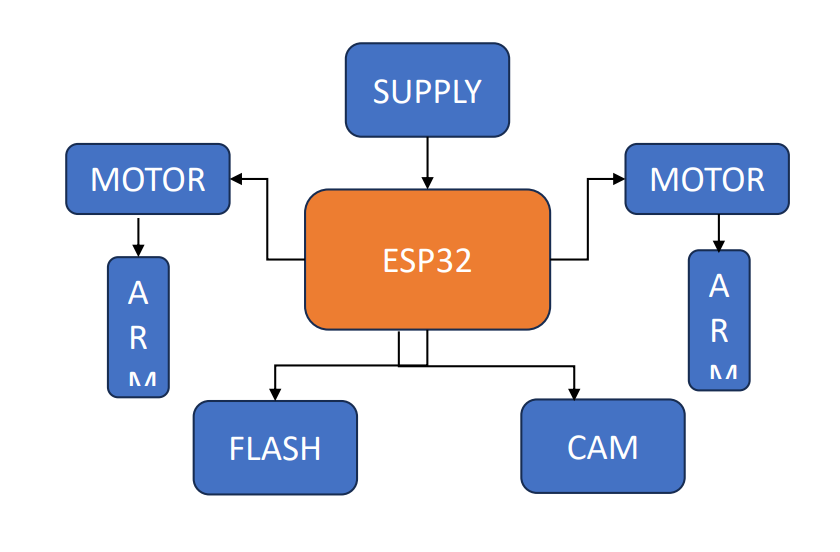 SUPPLY
MOTOR
MOTOR
ESP32
A
R
M
A
R
M
FLASH
CAM